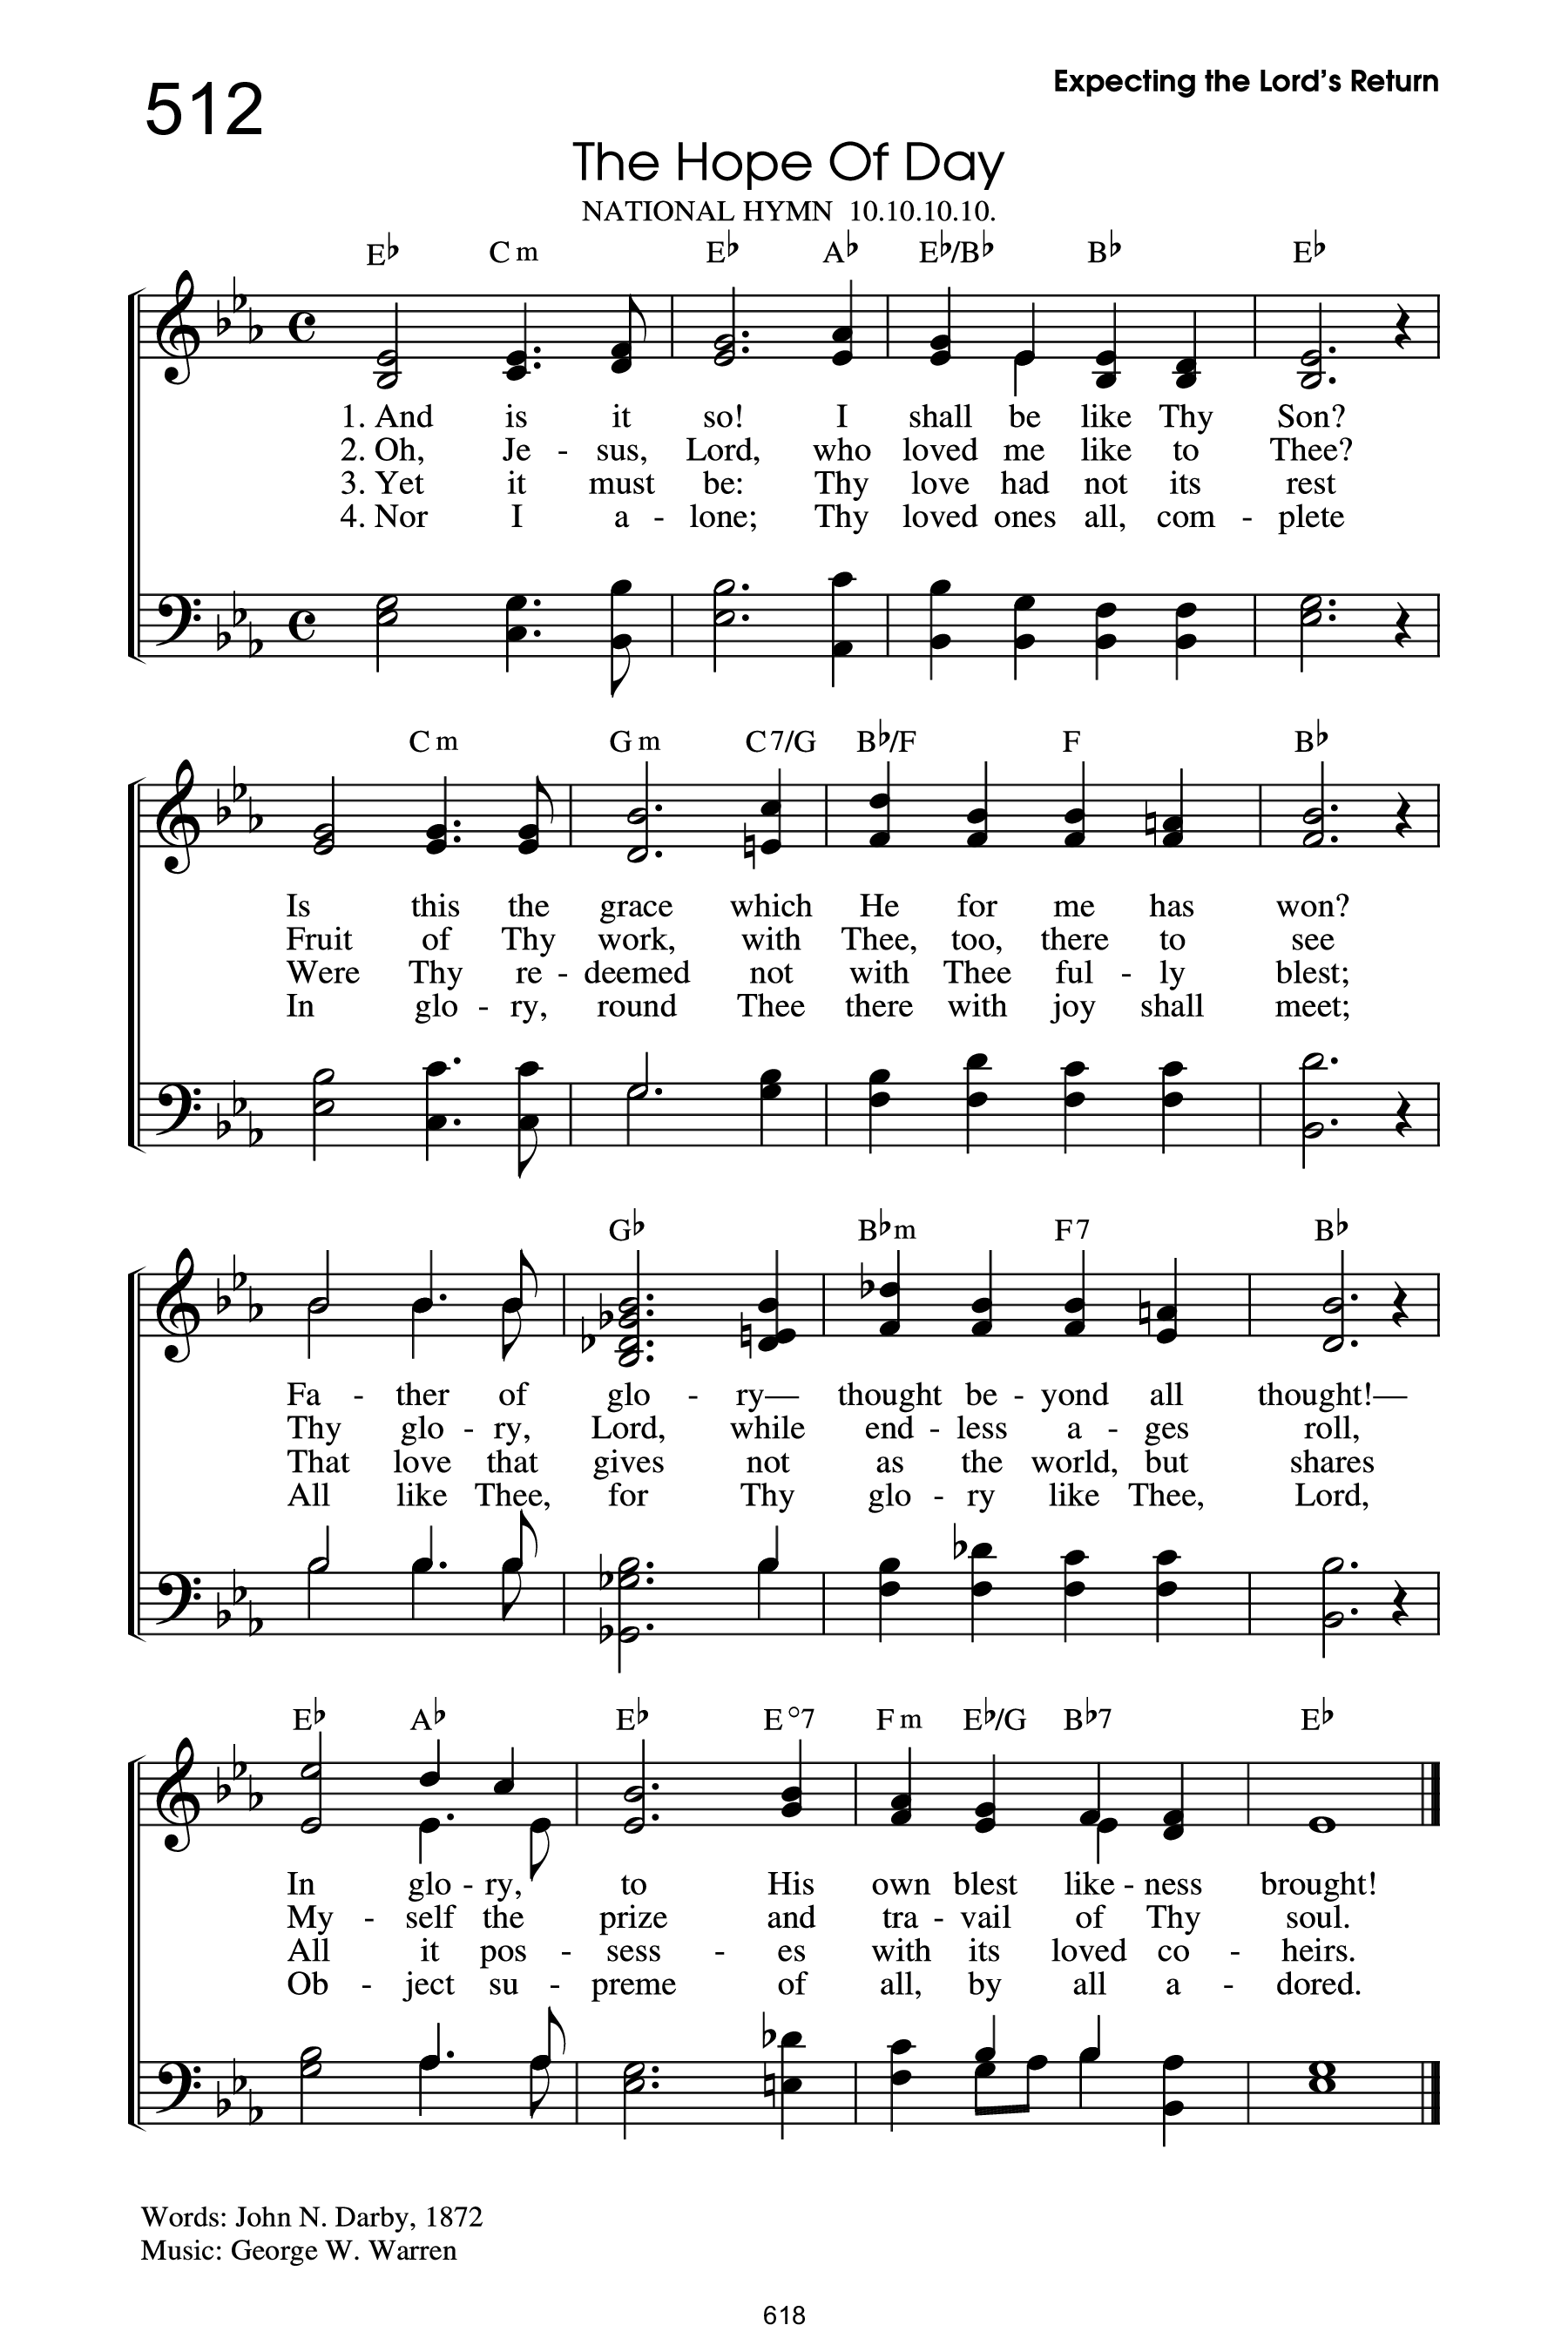 512
Expecting the Lord's Return
The Hope Of Day
NATIONAL HYMN 10.10.10.10.
E♭ Cm E♭ A♭ E♭/B♭ B♭ E♭
1. And is it so! I shall be like Thy Son?
2. Oh, Je - sus, Lord, who loved me like to Thee?
3. Yet it must be: Thy love had not its rest
4. Nor I a - lone; Thy loved ones all, com - plete
Cm Gm C7/G B♭/F F B♭
Is this the grace which He for me has won?
Fruit of Thy work, with Thee, too, there to see
Were Thy re - deemed not with Thee ful - ly blest;
In glo - ry, round Thee there with joy shall meet;
G♭ B♭m F7 B♭
Fa - ther of glo - ry— thought be - yond all thought!—
Thy glo - ry, Lord, while end - less a - ges roll,
That love that gives not as the world, but shares
All like Thee, for Thy glo - ry like Thee, Lord,
E♭ A♭ E♭ E°7 Fm E♭/G B♭7 E♭
In glo - ry, to His own blest like - ness brought!
My - self the prize and tra - vail of Thy soul.
All it pos - sess - es with its loved co - heirs.
Ob - ject su - preme of all, by all a - dored.
Words: John N. Darby, 1872
Music: George W. Warren
618